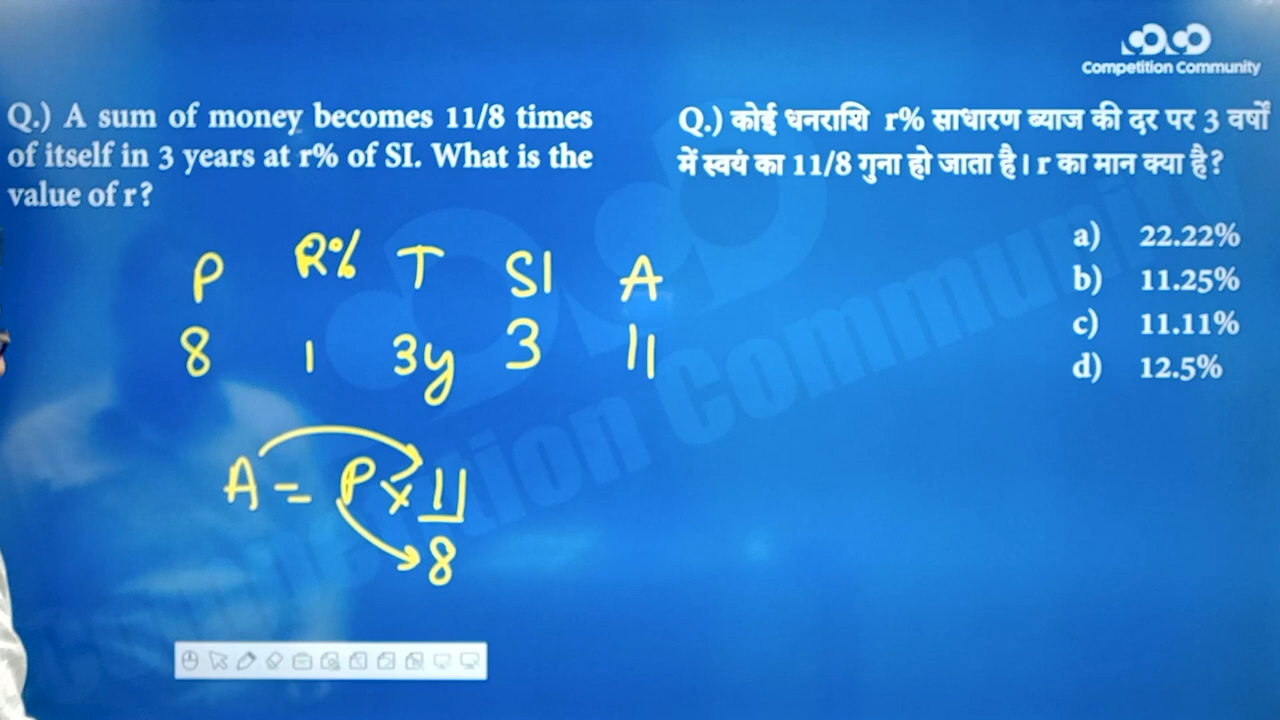 Competition Community
Q.) A sum of money becomes 11/8 times
of itself in 3 years at r% of SI. What is the
value of r?
Q.) कोई धनराशि r% साधारण ब्याज की दर पर 3 वर्षों
में स्वयं का 11/8 गुना हो जाता है। r का मान क्या है?
a) 22.22%
b) 11.25%
c) 11.11%
d) 12.5%
P R% T SI A
8 1 3y 3 11
A = P × 11
8
Competition Community